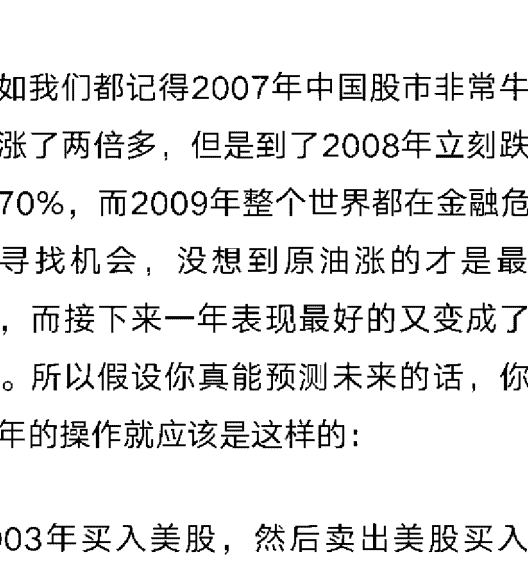 如我们都记得2007年中国股市非常牛
涨了两倍多，但是到了2008年立刻跌
70%，而2009年整个世界都在金融危
寻找机会，没想到原油涨的才是最
，而接下来一年表现最好的又变成了
。所以假设你真能预测未来的话，你
年的操作就应该是这样的：
003年买入美股，然后卖出美股买入